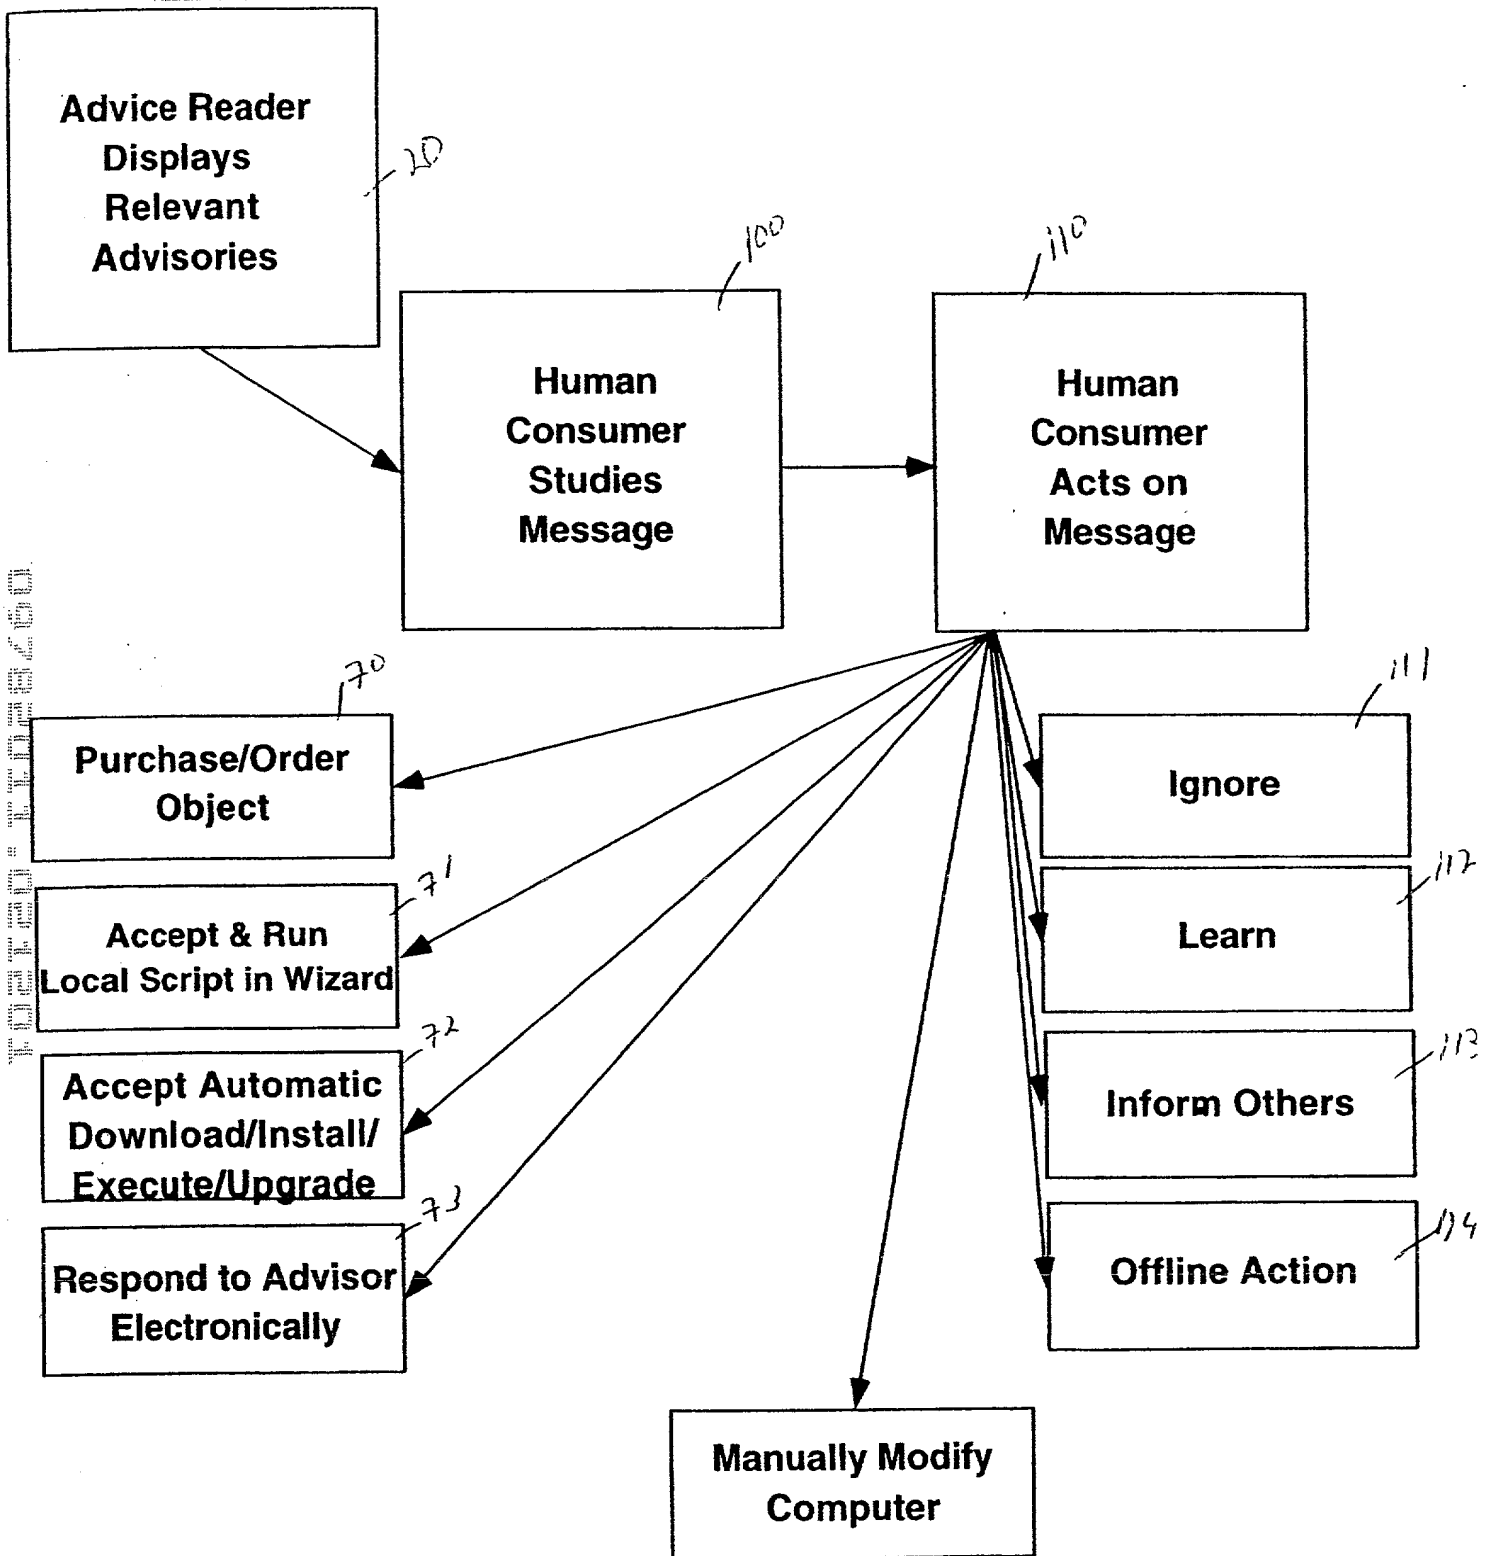 Advice Reader
Displays
Relevant
Advisories
20
100
Human
Consumer
Studies
Message
110
Human
Consumer
Acts on
Message
70
Purchase/Order
Object
71
Accept & Run
Local Script in Wizard
72
Accept Automatic
Download/Install/
Execute/Upgrade
73
Respond to Advisor
Electronically
111
Ignore
112
Learn
113
Inform Others
114
Offline Action
Manually Modify
Computer